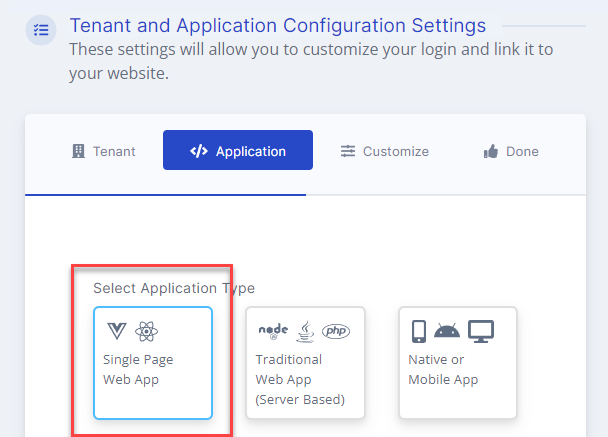 Tenant and Application Configuration Settings
These settings will allow you to customize your login and link it to
your website.
Tenant
Application
Customize
Done
Select Application Type
Single Page
Web App
node
php
Traditional
Web App
(Server Based)
Native or
Mobile App